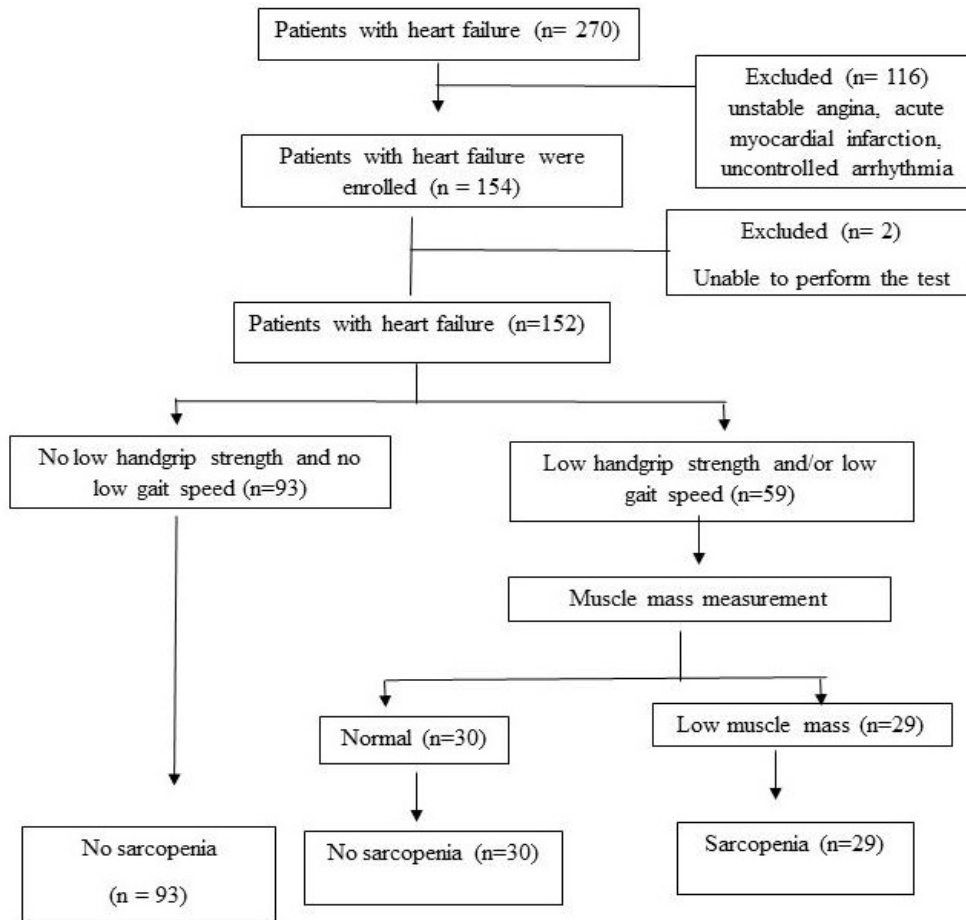 Patients with heart failure (n= 270)
Excluded (n= 116)
unstable angina, acute
myocardial infarction,
uncontrolled arrhythmia
Patients with heart failure were
enrolled (n = 154)
Excluded (n= 2)
Unable to perform the test
Patients with heart failure (n=152)
No low handgrip strength and no
low gait speed (n=93)
Low handgrip strength and/or low
gait speed (n=59)
Muscle mass measurement
Normal (n=30)
Low muscle mass (n=29)
No sarcopenia
(n = 93)
No sarcopenia (n=30)
Sarcopenia (n=29)